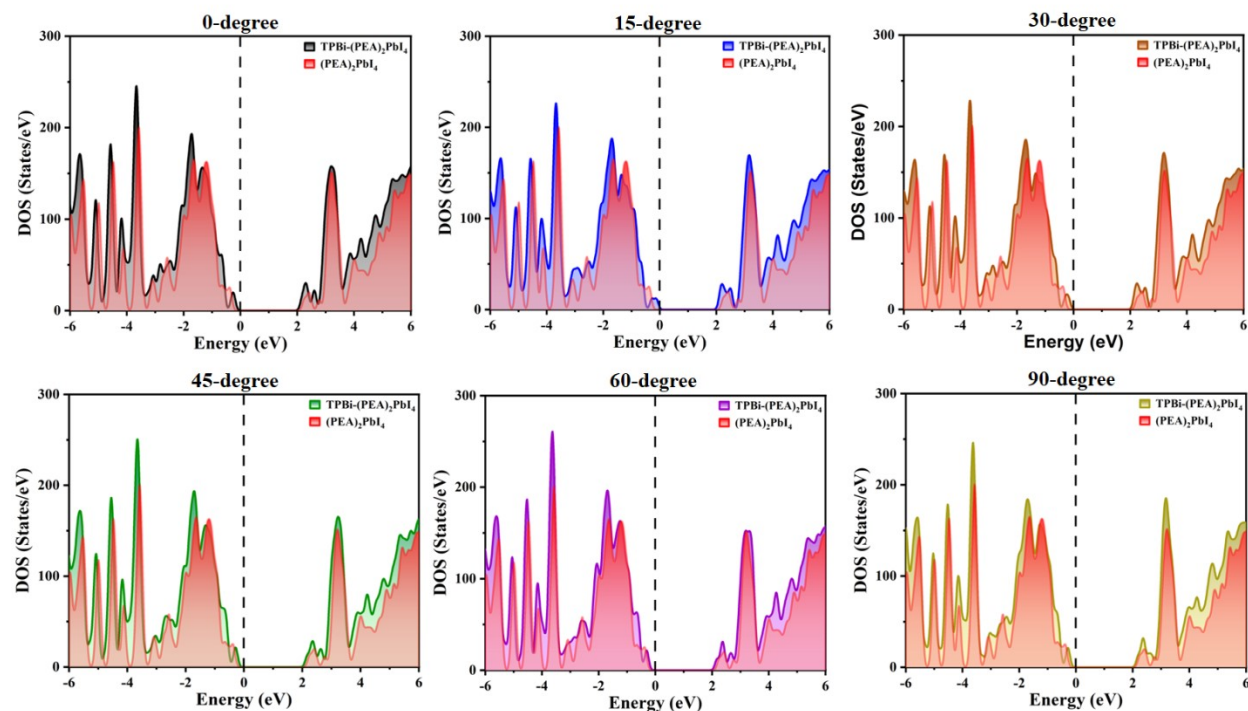 0-degree
15-degree
30-degree
300
200
100
0
DOS (States/eV)
TPBi-(PEA)₂PbI₄
(PEA)₂PbI₄
-6 -4 -2 0 2 4 6
Energy (eV)
300
200
100
0
DOS (States/eV)
TPBi-(PEA)₂PbI₄
(PEA)₂PbI₄
-6 -4 -2 0 2 4 6
Energy (eV)
300
200
100
0
DOS (States/eV)
TPBi-(PEA)₂PbI₄
(PEA)₂PbI₄
-6 -4 -2 0 2 4 6
Energy (eV)
45-degree
60-degree
90-degree
300
200
100
0
DOS (States/eV)
TPBi-(PEA)₂PbI₄
(PEA)₂PbI₄
-6 -4 -2 0 2 4 6
Energy (eV)
300
200
100
0
DOS (States/eV)
TPBi-(PEA)₂PbI₄
(PEA)₂PbI₄
-6 -4 -2 0 2 4 6
Energy (eV)
300
200
100
0
DOS (States/eV)
TPBi-(PEA)₂PbI₄
(PEA)₂PbI₄
-6 -4 -2 0 2 4 6
Energy (eV)